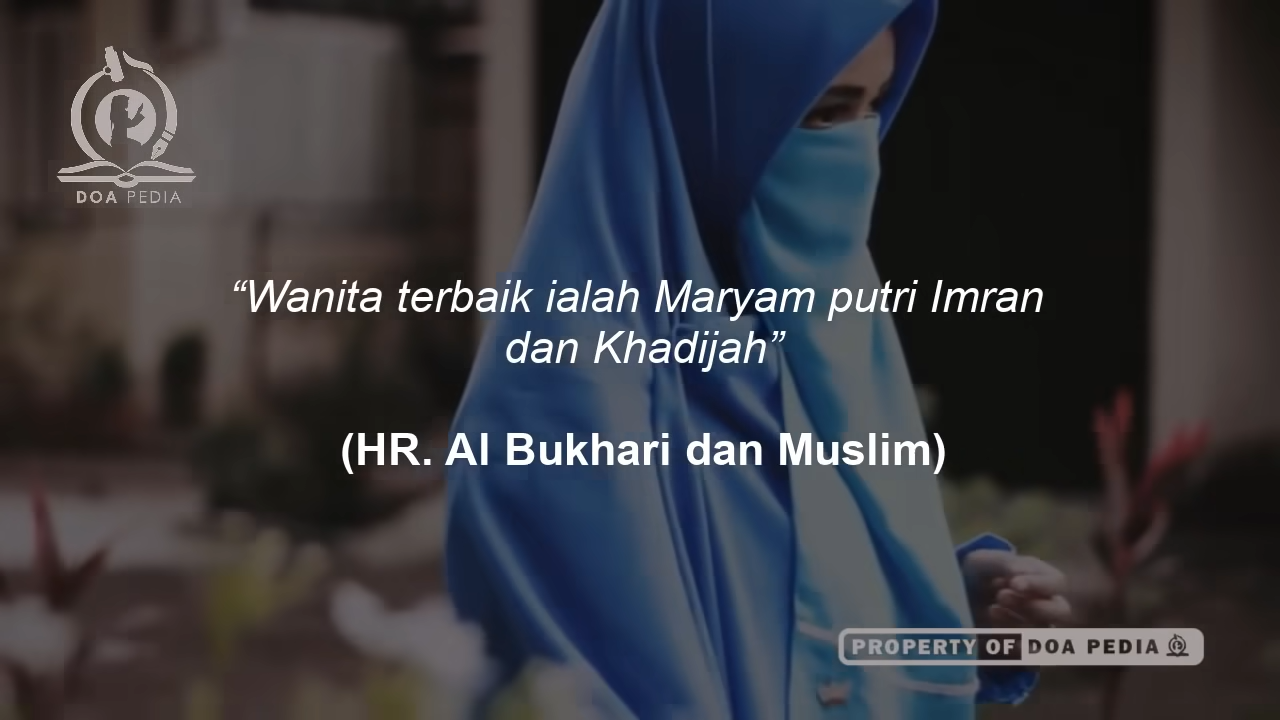 DOA PEDIA
“Wanita terbaik ialah Maryam putri Imran
dan Khadijah”
(HR. Al Bukhari dan Muslim)
PROPERTY OF DOA PEDIA